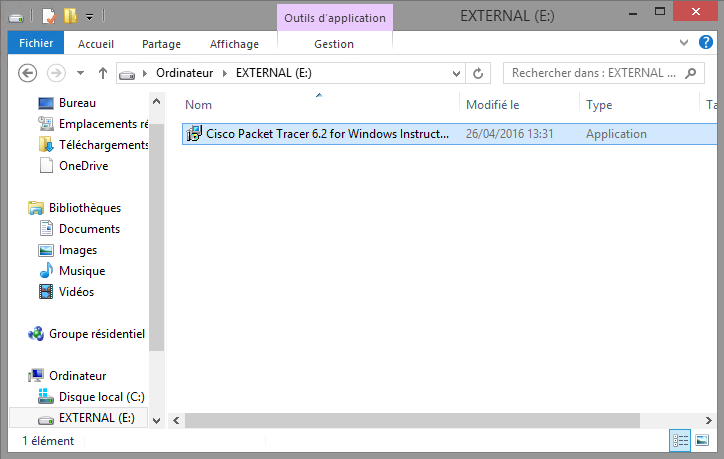 Outils d'application
EXTERNAL (E:)
Fichier
Accueil
Partage
Affichage
Gestion
Ordinateur
EXTERNAL (E:)
Rechercher dans : EXTERNAL ...
Bureau
Emplacements ré
Téléchargements
OneDrive
Bibliothèques
Documents
Images
Musique
Vidéos
Groupe résidentiel
Ordinateur
Disque local (C:)
EXTERNAL (E:)
Nom
Modifié le
Type
Ta
Cisco Packet Tracer 6.2 for Windows Instruct...
26/04/2016 13:31
Application
1 élément